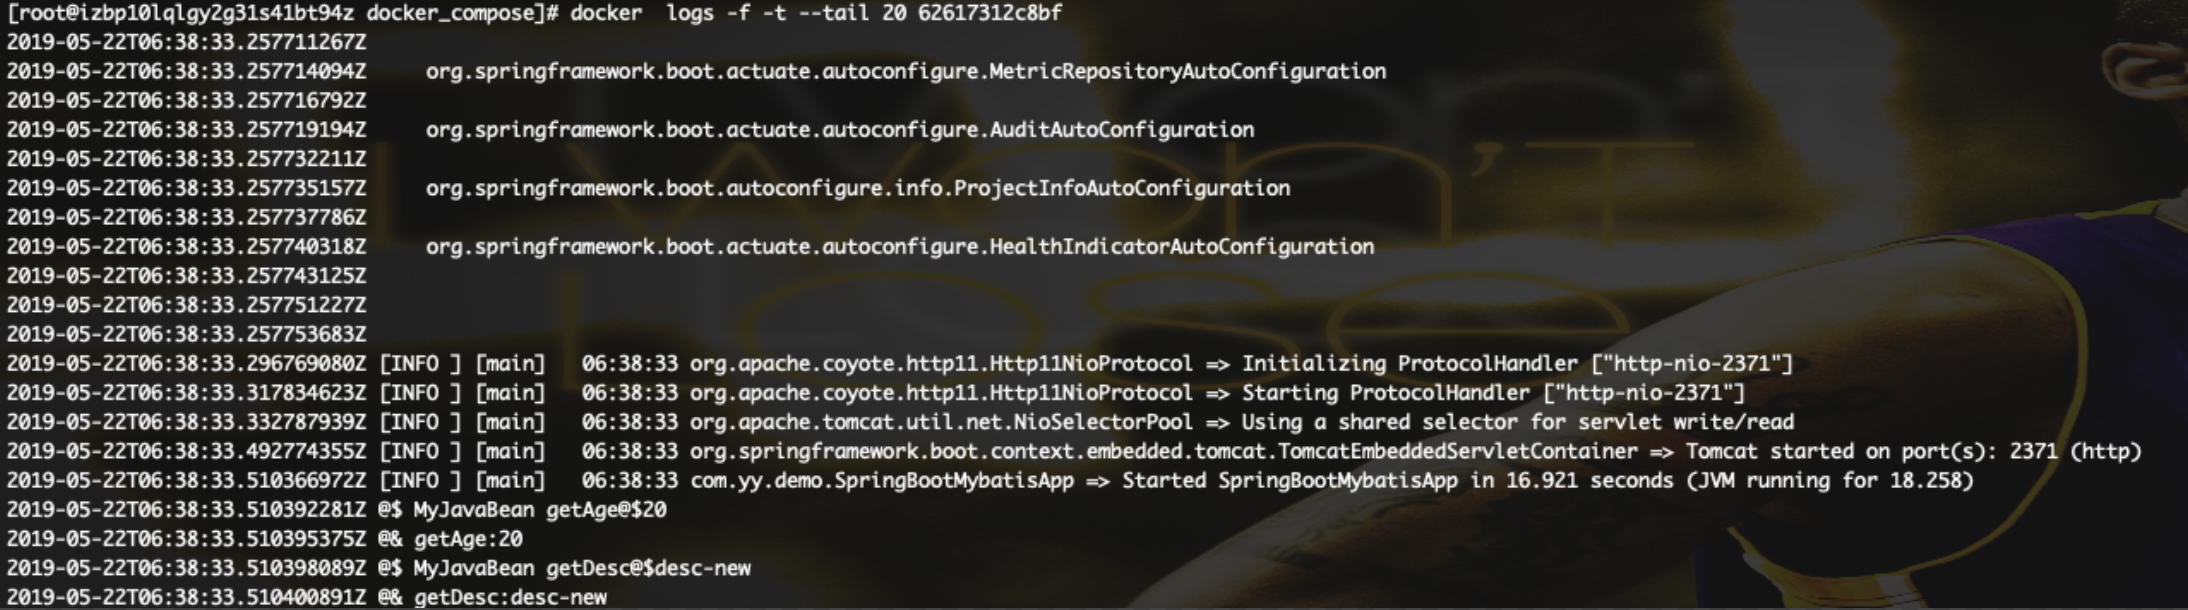 [root@izbp10lqlgy2g31s41bt94z docker_compose]# docker  logs -f -t --tail 20 62617312c8bf
2019-05-22T06:38:33.257711267Z
2019-05-22T06:38:33.257714094Z     org.springframework.boot.actuate.autoconfigure.MetricRepositoryAutoConfiguration
2019-05-22T06:38:33.257716792Z
2019-05-22T06:38:33.257719194Z     org.springframework.boot.actuate.autoconfigure.AuditAutoConfiguration
2019-05-22T06:38:33.257732211Z
2019-05-22T06:38:33.257735157Z     org.springframework.boot.autoconfigure.info.ProjectInfoAutoConfiguration
2019-05-22T06:38:33.257737786Z
2019-05-22T06:38:33.257740318Z     org.springframework.boot.actuate.autoconfigure.HealthIndicatorAutoConfiguration
2019-05-22T06:38:33.257743125Z
2019-05-22T06:38:33.257751227Z
2019-05-22T06:38:33.257753683Z
2019-05-22T06:38:33.296769080Z [INFO ] [main]   06:38:33 org.apache.coyote.http11.Http11NioProtocol => Initializing ProtocolHandler ["http-nio-2371"]
2019-05-22T06:38:33.317834623Z [INFO ] [main]   06:38:33 org.apache.coyote.http11.Http11NioProtocol => Starting ProtocolHandler ["http-nio-2371"]
2019-05-22T06:38:33.332787939Z [INFO ] [main]   06:38:33 org.apache.tomcat.util.net.NioSelectorPool => Using a shared selector for servlet write/read
2019-05-22T06:38:33.492774355Z [INFO ] [main]   06:38:33 org.springframework.boot.context.embedded.tomcat.TomcatEmbeddedServletContainer => Tomcat started on port(s): 2371 (http)
2019-05-22T06:38:33.510366972Z [INFO ] [main]   06:38:33 com.yy.demo.SpringBootMybatisApp => Started SpringBootMybatisApp in 16.921 seconds (JVM running for 18.258)
2019-05-22T06:38:33.510392281Z @$ MyJavaBean getAge@$20
2019-05-22T06:38:33.510395375Z @& getAge:20
2019-05-22T06:38:33.510398089Z @$ MyJavaBean getDesc@$desc-new
2019-05-22T06:38:33.510400891Z @& getDesc:desc-new
Won't
lose